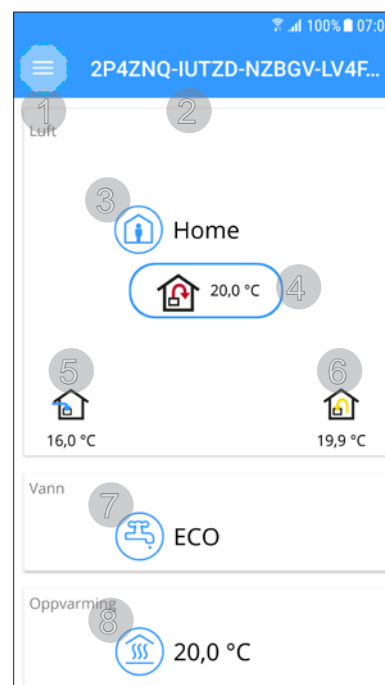 100% 07:0
2P4ZNQ-IUTZD-NZBGV-LV4F...
1
2
Luft
3
Home
20,0 °C
4
5
6
16,0 °C
19,9 °C
Vann
7
ECO
Oppvarming
8
20,0 °C